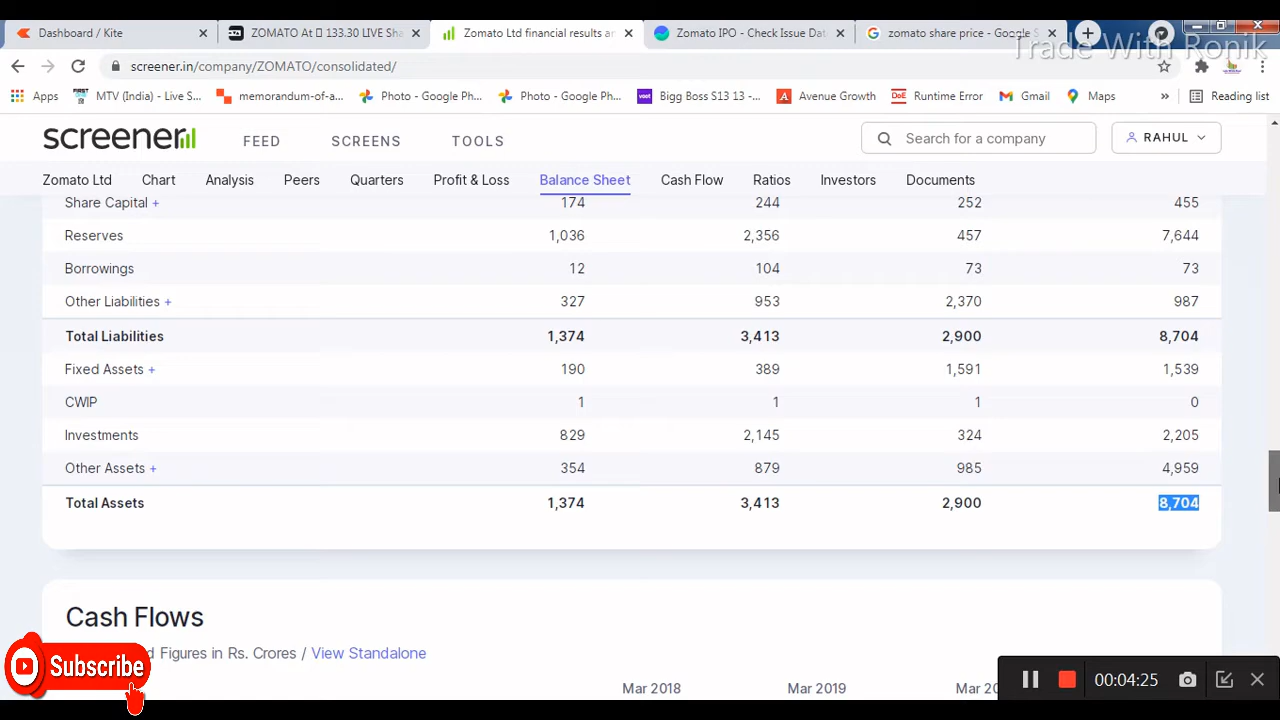 Dashboard / Kite
ZOMATO At 133.30 LIVE Sha
Zomato Ltd financial results ar
Zomato IPO - Check Issue Dat
zomato share price - Google S
Trade With Ronik
screener.in/company/ZOMATO/consolidated/
Apps
MTV (India) - Live S...
memorandum-of-a...
Photo - Google Ph...
Photo - Google Ph...
Bigg Boss S13 13 -...
Avenue Growth
Runtime Error
Gmail
Maps
»
Reading list
screener
FEED
SCREENS
TOOLS
Search for a company
RAHUL
Zomato Ltd
Chart
Analysis
Peers
Quarters
Profit & Loss
Balance Sheet
Cash Flow
Ratios
Investors
Documents
Share Capital + 174 244 252 455
Reserves 1,036 2,356 457 7,644
Borrowings 12 104 73 73
Other Liabilities + 327 953 2,370 987
Total Liabilities 1,374 3,413 2,900 8,704
Fixed Assets + 190 389 1,591 1,539
CWIP 1 1 1 0
Investments 829 2,145 324 2,205
Other Assets + 354 879 985 4,959
Total Assets 1,374 3,413 2,900 8,704
Cash Flows
d Figures in Rs. Crores / View Standalone
Mar 2018 Mar 2019 Mar 20
Subscribe
00:04:25